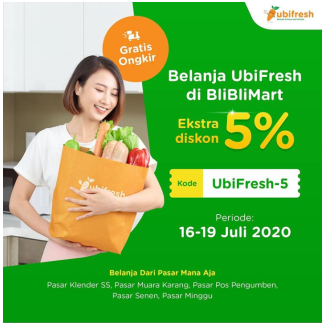 ubifresh
Gratis
Ongkir
Belanja UbiFresh
di BliBliMart
Ekstra
diskon 5%
Kode UbiFresh-5
Periode:
16-19 Juli 2020
ubifresh
Belanja Dari Pasar Mana Aja
Pasar Klender SS, Pasar Muara Karang, Pasar Pos Pengumben,
Pasar Senen, Pasar Minggu